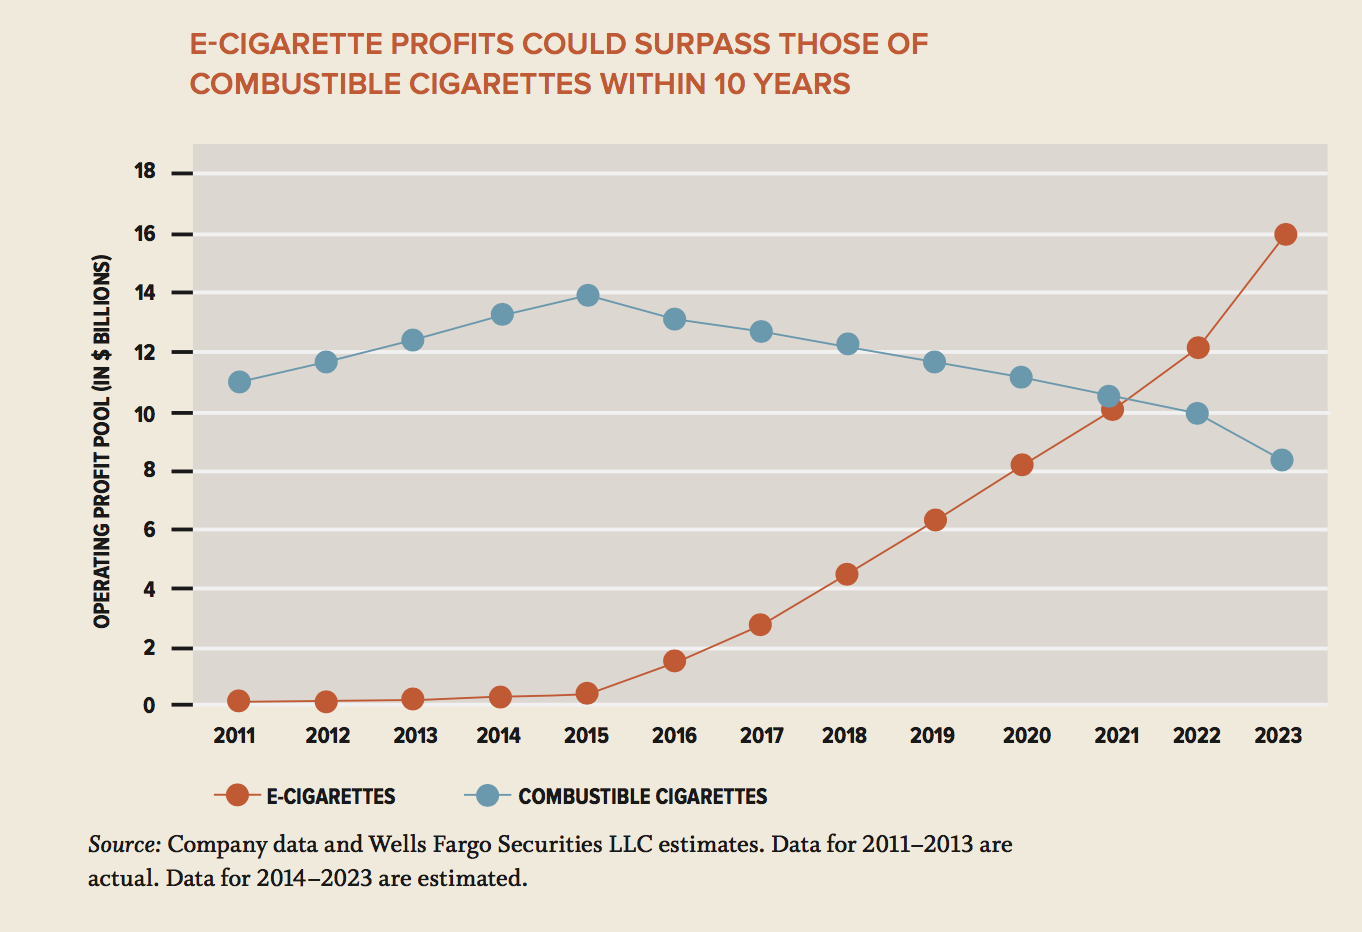 E-CIGARETTE PROFITS COULD SURPASS THOSE OF
COMBUSTIBLE CIGARETTES WITHIN 10 YEARS
OPERATING PROFIT POOL (IN $ BILLIONS)
18
16
14
12
10
8
6
4
2
0
2011 2012 2013 2014 2015 2016 2017 2018 2019 2020 2021 2022 2023
E-CIGARETTES COMBUSTIBLE CIGARETTES
Source: Company data and Wells Fargo Securities LLC estimates. Data for 2011–2013 are
actual. Data for 2014–2023 are estimated.